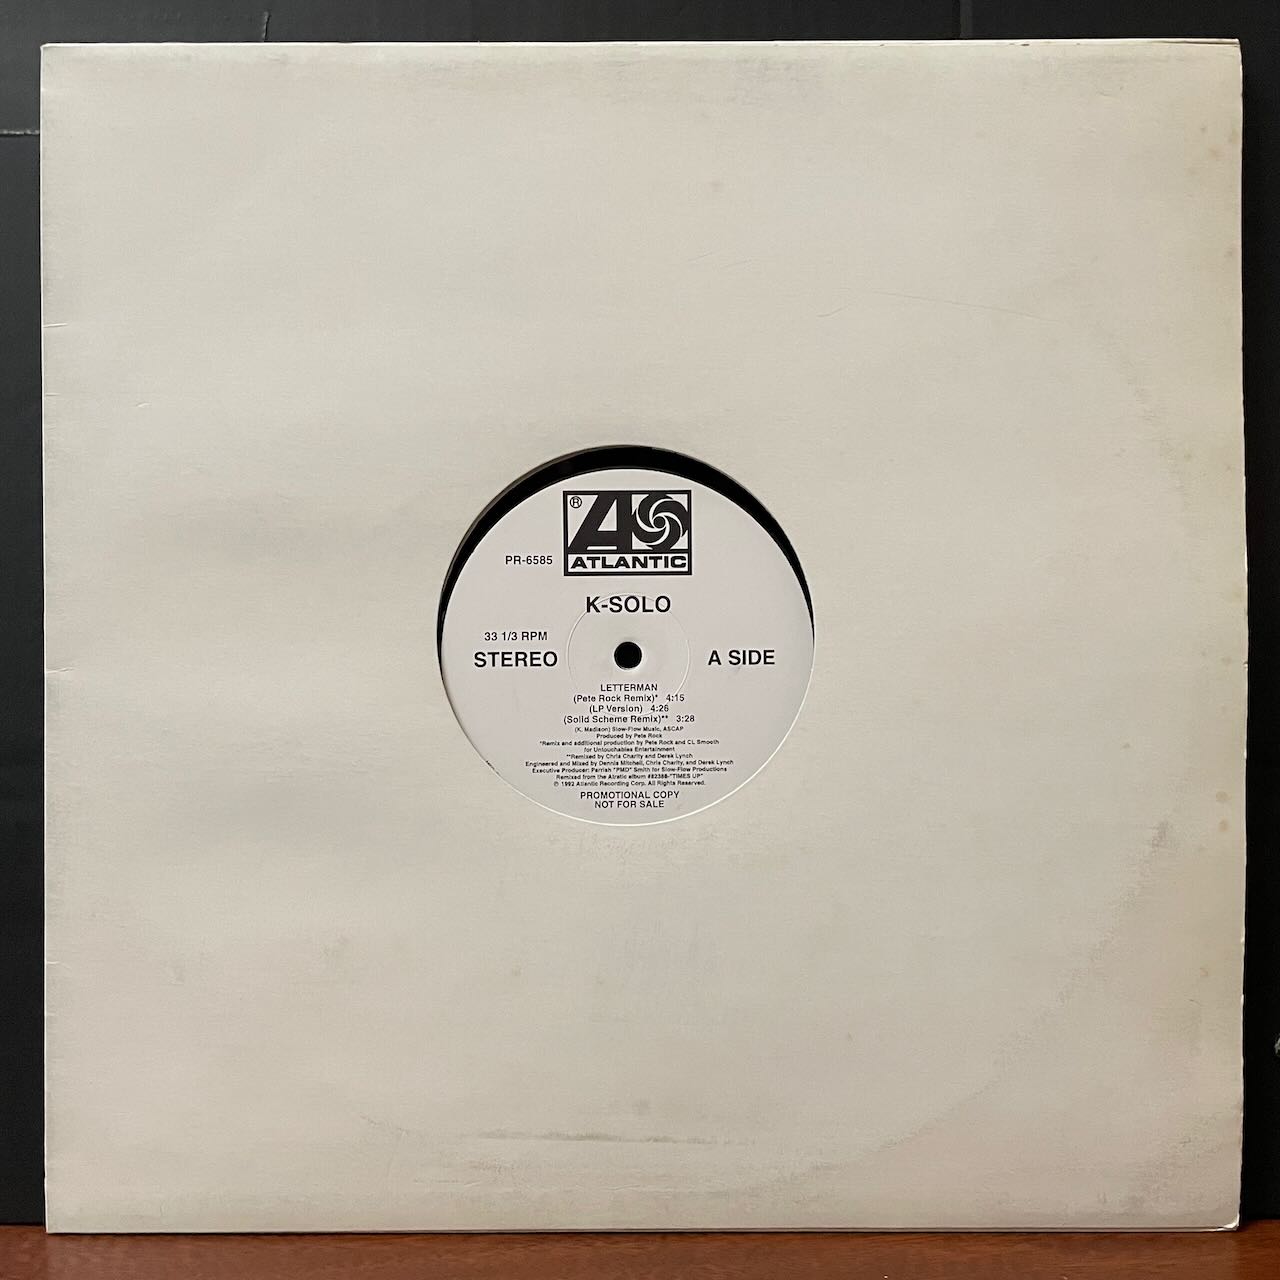 ®
ATLANTIC
PR-6585
K-SOLO
33 1/3 RPM
STEREO
A SIDE
LETTERMAN
(Pete Rock Remix)* 4:15
(LP Version) 4:26
(Solid Scheme Remix)** 3:28
(K. Madison) Slow-Flow Music, ASCAP
Produced by Pete Rock
*Remix and additional production by Pete Rock and CL Smooth
for Untouchables Entertainment
**Remixed by Chris Charity and Derek Lynch
Engineered and Mixed by Dennis Mitchell, Chris Charity, and Derek Lynch
Executive Producer: Parrish "PMD" Smith for Slow-Flow Productions
Remixed from the Atlatic album #82388-"TIMES UP"
℗ 1992 Atlantic Recording Corp. All Rights Reserved.
PROMOTIONAL COPY
NOT FOR SALE